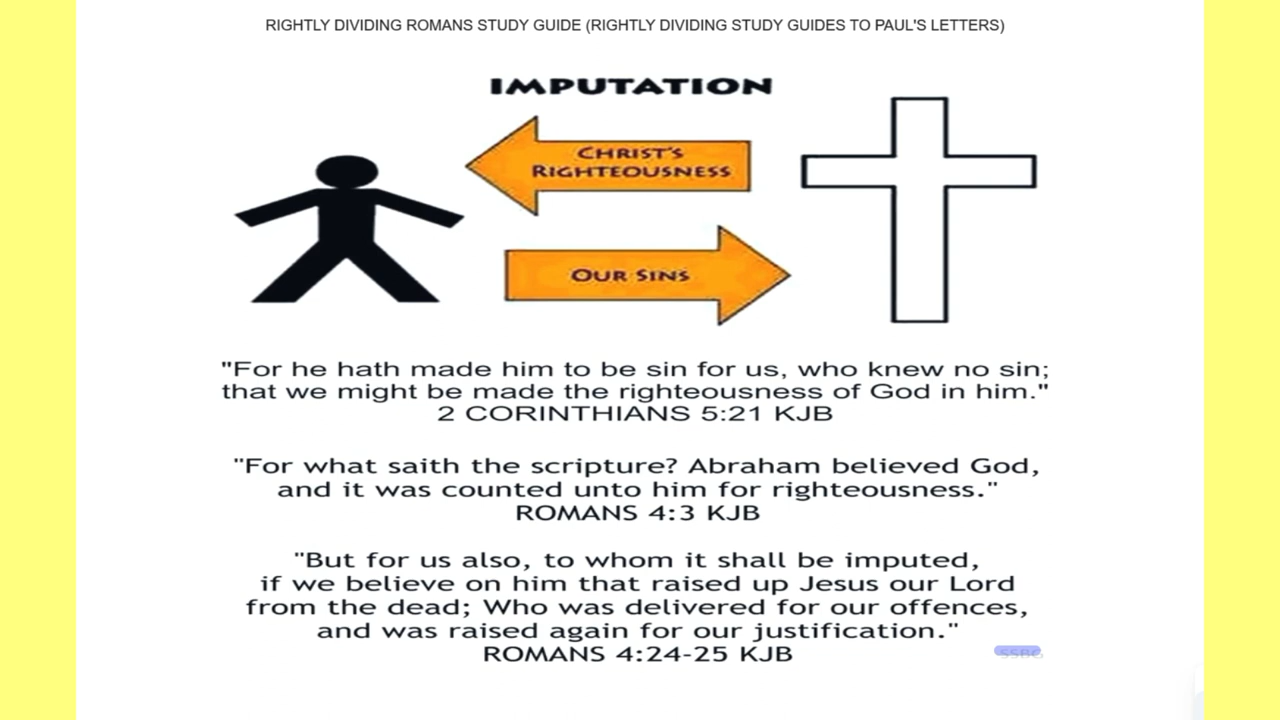 RIGHTLY DIVIDING ROMANS STUDY GUIDE (RIGHTLY DIVIDING STUDY GUIDES TO PAUL'S LETTERS)
IMPUTATION
CHRIST'S
RIGHTEOUSNESS
OUR SINS
"For he hath made him to be sin for us, who knew no sin;
that we might be made the righteousness of God in him."
2 CORINTHIANS 5:21 KJB
"For what saith the scripture? Abraham believed God,
and it was counted unto him for righteousness."
ROMANS 4:3 KJB
"But for us also, to whom it shall be imputed,
if we believe on him that raised up Jesus our Lord
from the dead; Who was delivered for our offences,
and was raised again for our justification."
ROMANS 4:24-25 KJB
SSBG